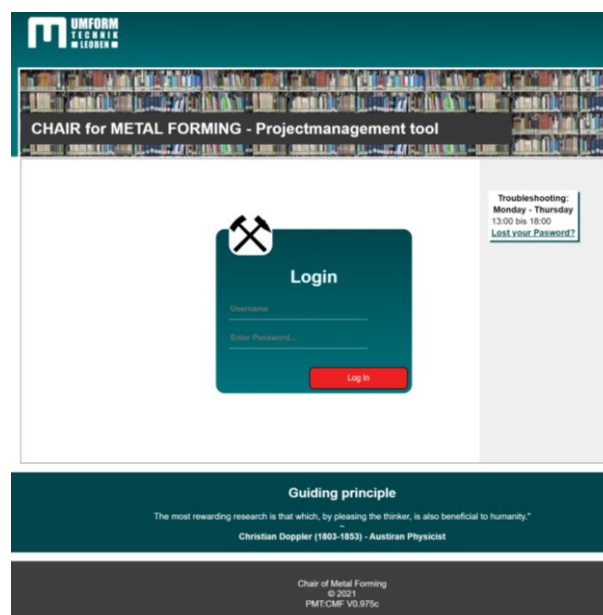 UMFORM
TECHNIK
LEOBEN
CHAIR for METAL FORMING - Projectmanagement tool
Troubleshooting:
Monday - Thursday
13:00 bis 18:00
Lost your Pasword?
Login
Username
Enter Password...
Log In
Guiding principle
The most rewarding research is that which, by pleasing the thinker, is also beneficial to humanity."
~
Christian Doppler (1803-1853) - Austiran Physicist
Chair of Metal Forming
© 2021
PMT:CMF V0.975c